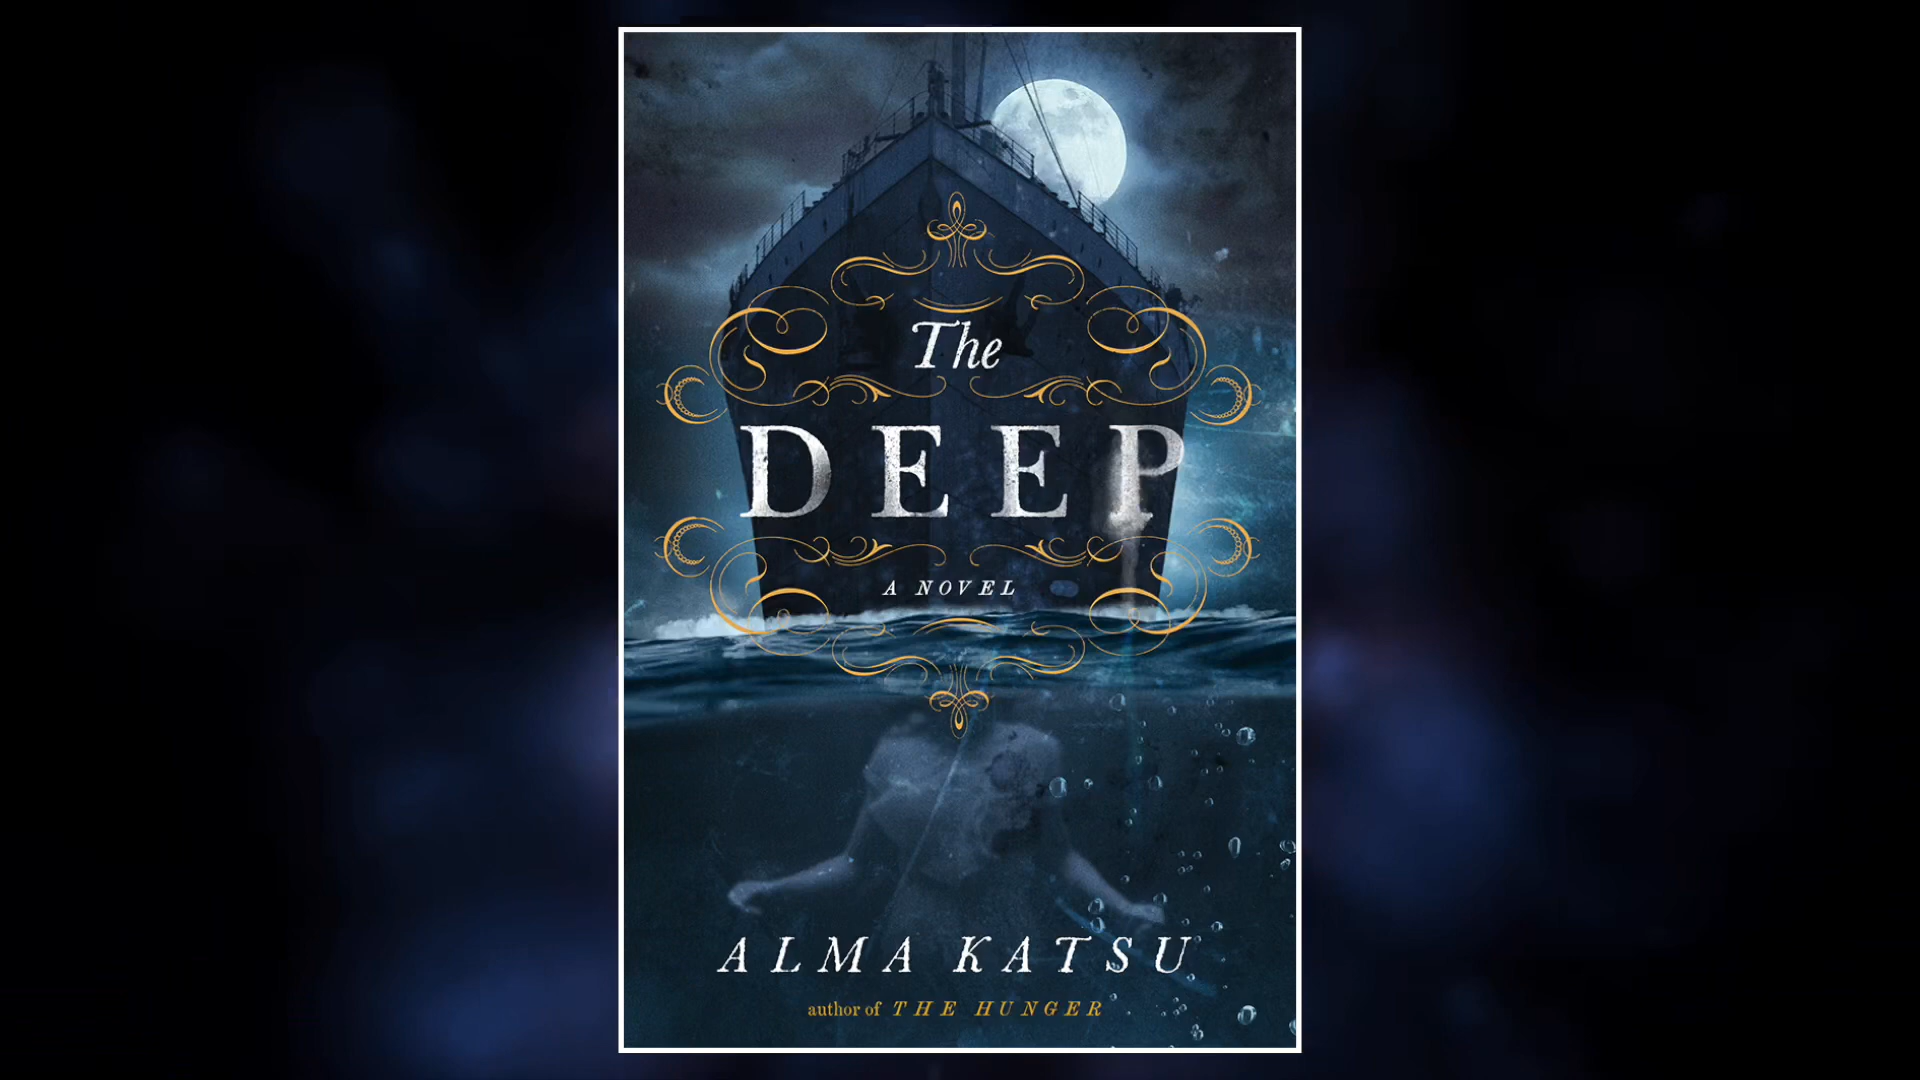 The
DEEP
A NOVEL
ALMA KATSU
author of THE HUNGER